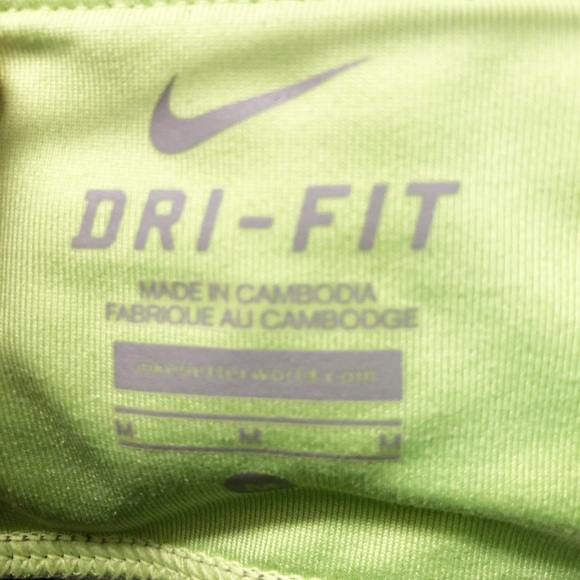 DRI-FIT
MADE IN CAMBODIA
FABRIQUE AU CAMBODGE
nikebetterworld.com
M M M